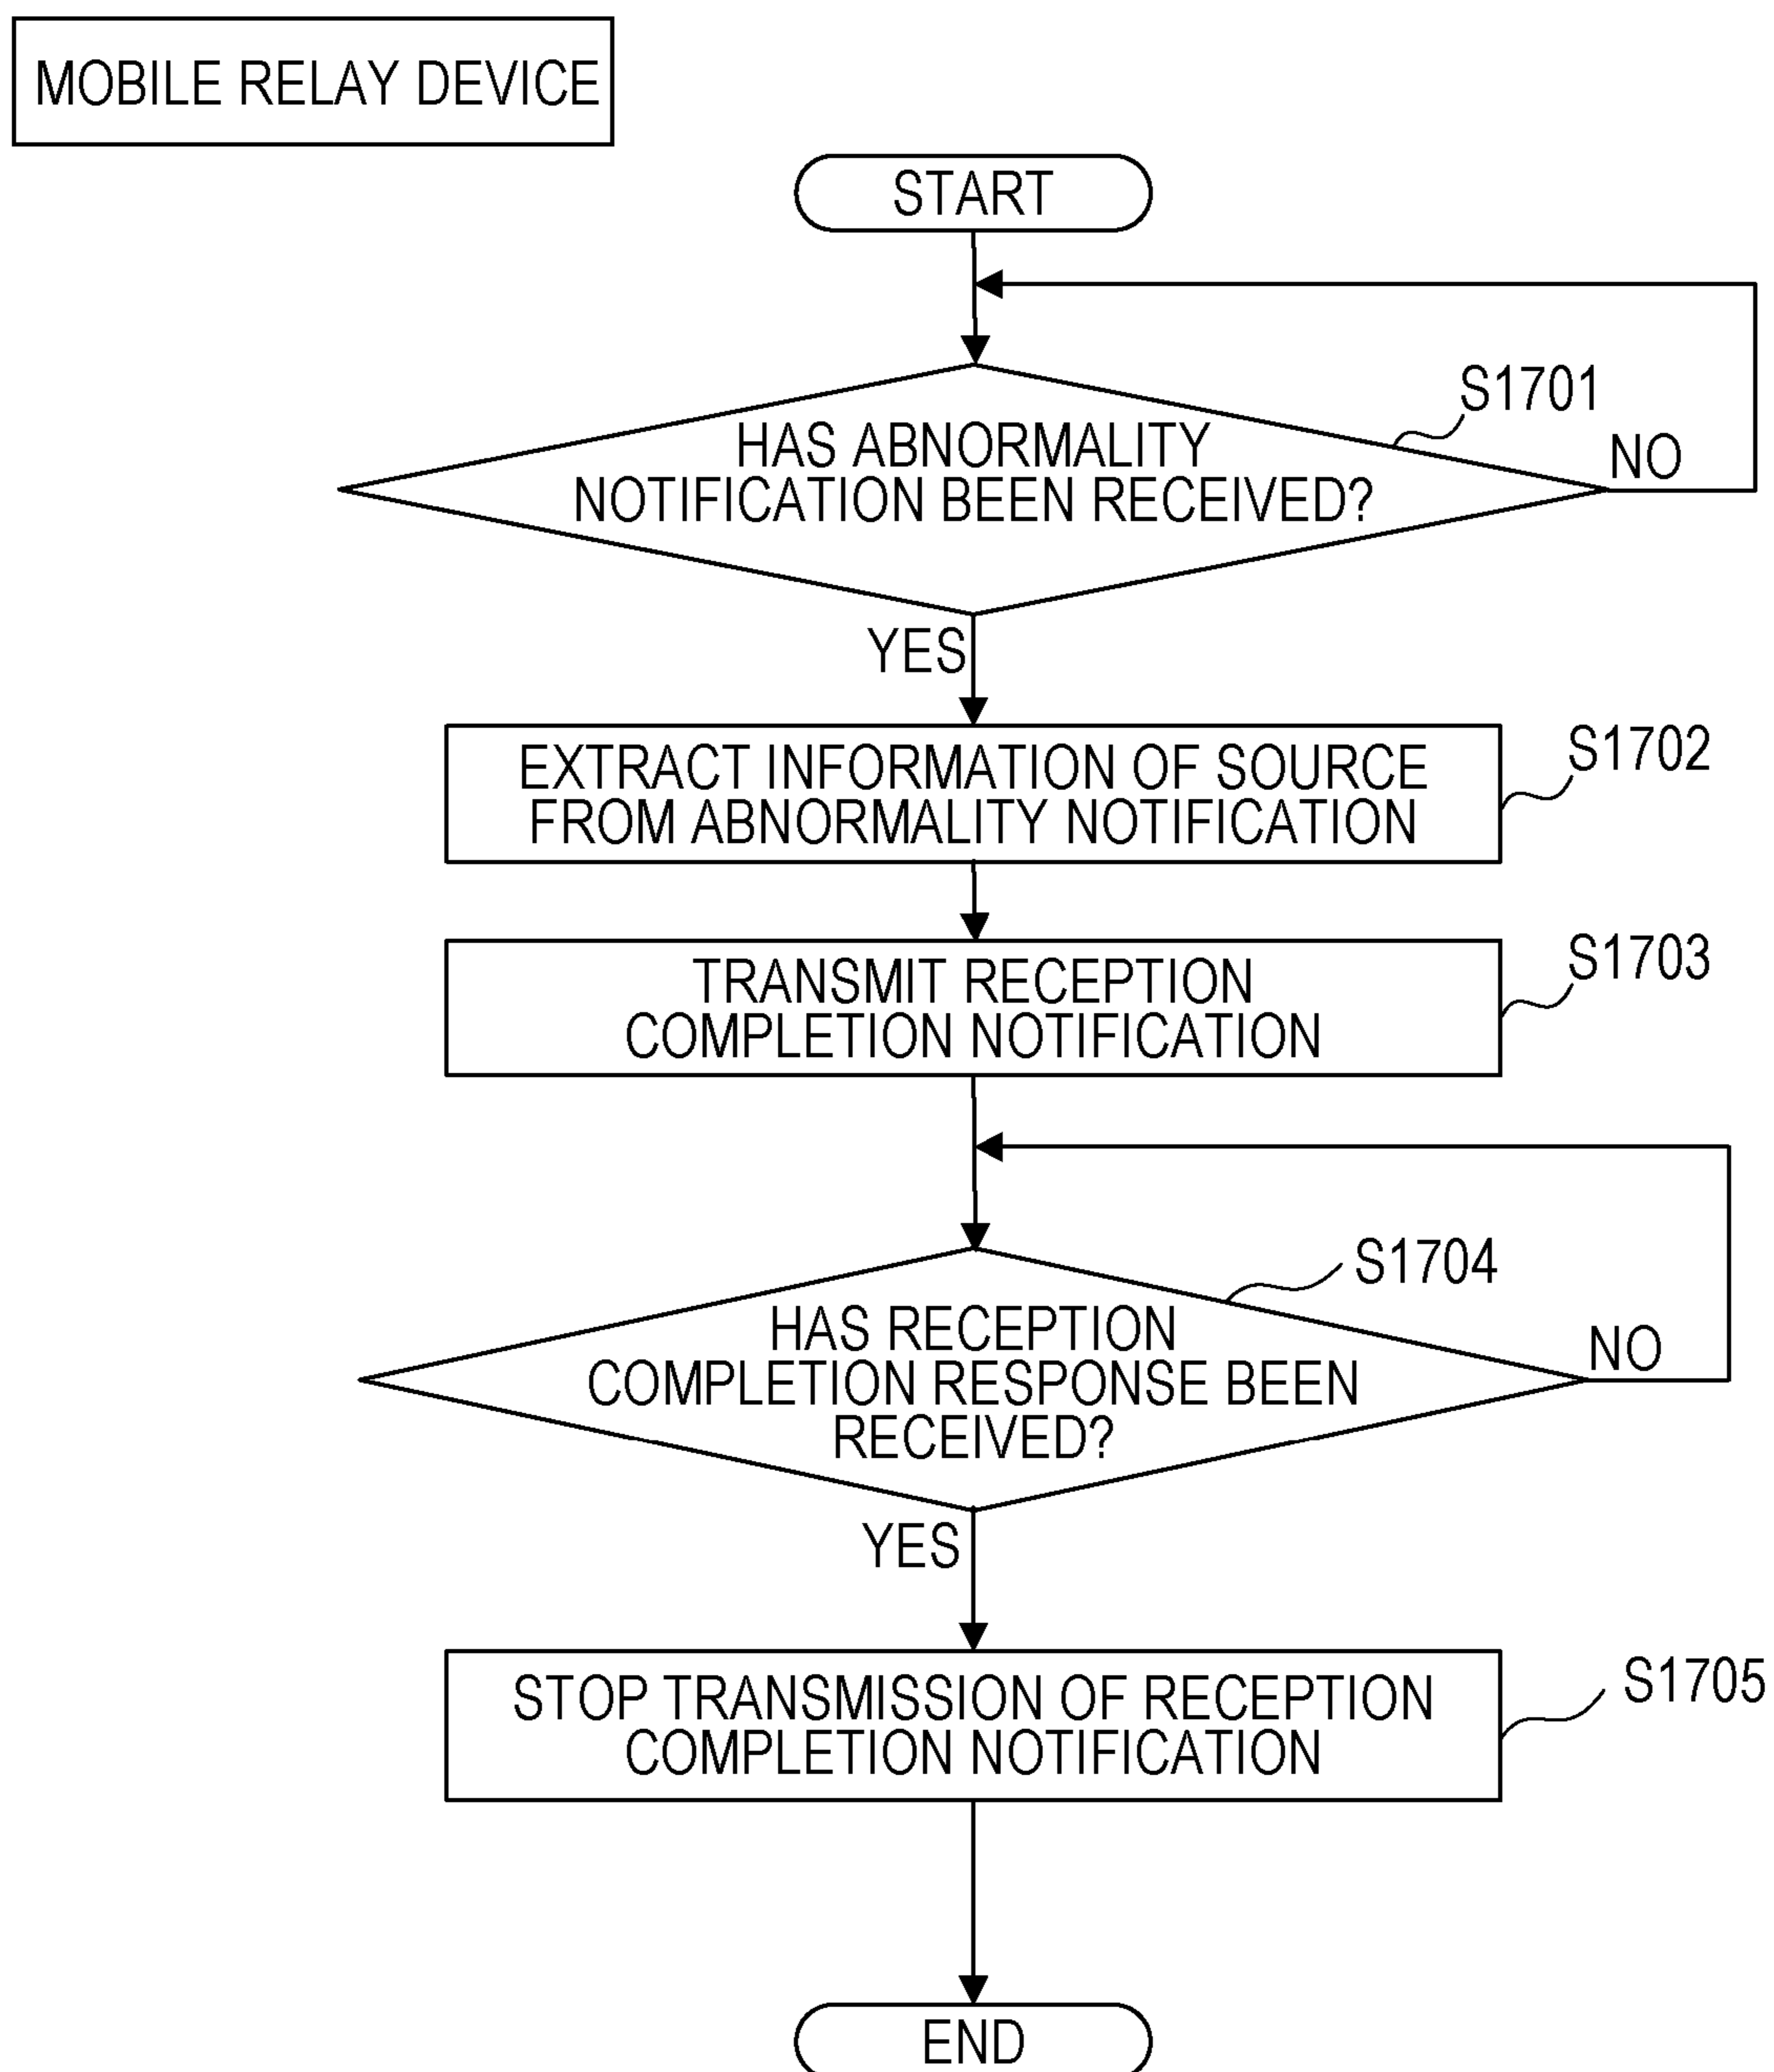 MOBILE RELAY DEVICE
START
S1701
HAS ABNORMALITY
NOTIFICATION BEEN RECEIVED?
NO
YES
EXTRACT INFORMATION OF SOURCE
FROM ABNORMALITY NOTIFICATION
S1702
TRANSMIT RECEPTION
COMPLETION NOTIFICATION
S1703
S1704
HAS RECEPTION
COMPLETION RESPONSE BEEN
RECEIVED?
NO
YES
STOP TRANSMISSION OF RECEPTION
COMPLETION NOTIFICATION
S1705
END